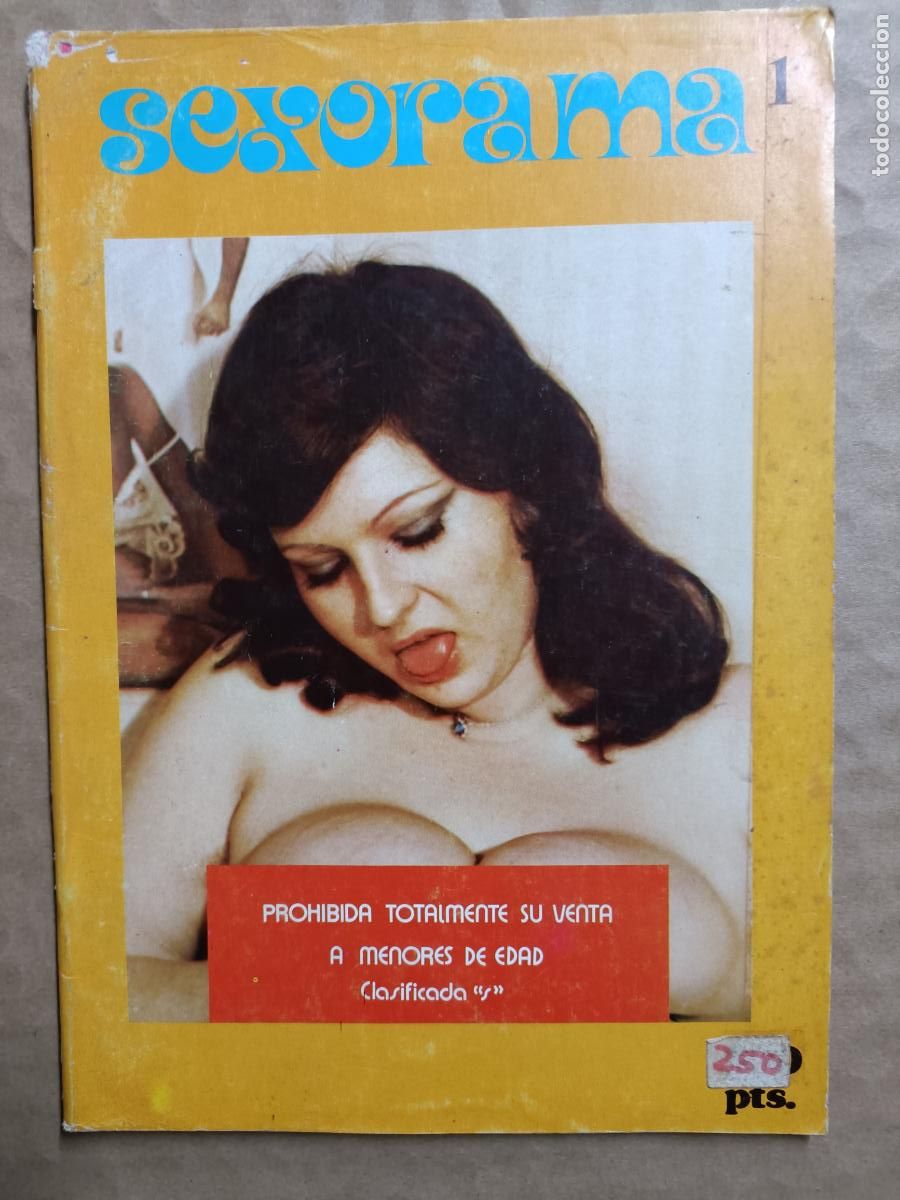 sexorama
1
PROHIBIDA TOTALMENTE SU VENTA
A MENORES DE EDAD
Clasificada "s"
250
pts.
todocoleccion